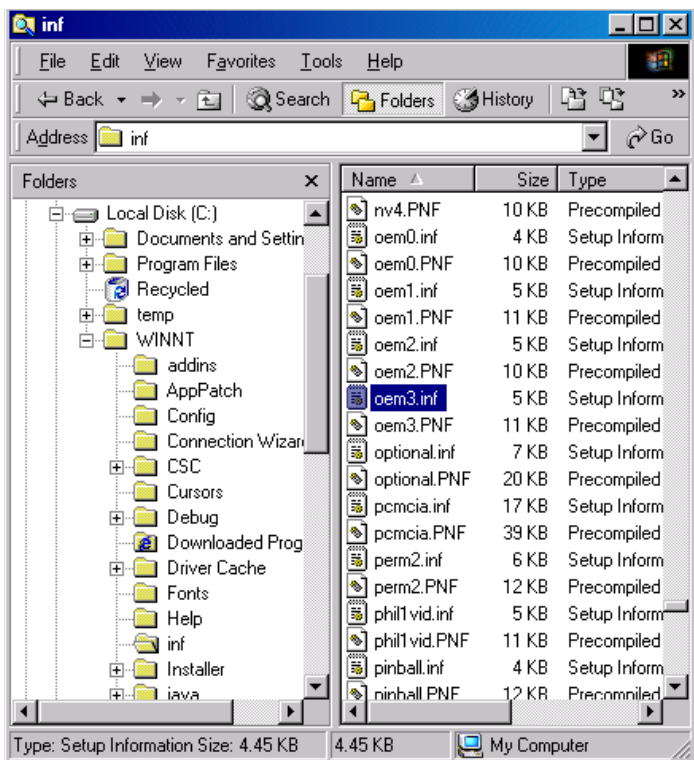 inf
File Edit View Favorites Tools Help
Back Search Folders History »
Address inf Go
Folders x
Local Disk (C:)
Documents and Settin
Program Files
Recycled
temp
WINNT
addins
AppPatch
Config
Connection Wizar
CSC
Cursors
Debug
Downloaded Prog
Driver Cache
Fonts
Help
inf
Installer
java
Name Size Type
nv4.PNF 10 KB Precompiled
oem0.inf 4 KB Setup Inform
oem0.PNF 10 KB Precompiled
oem1.inf 5 KB Setup Inform
oem1.PNF 11 KB Precompiled
oem2.inf 5 KB Setup Inform
oem2.PNF 10 KB Precompiled
oem3.inf 5 KB Setup Inform
oem3.PNF 11 KB Precompiled
optional.inf 7 KB Setup Inform
optional.PNF 20 KB Precompiled
pcmcia.inf 17 KB Setup Inform
pcmcia.PNF 39 KB Precompiled
perm2.inf 6 KB Setup Inform
perm2.PNF 12 KB Precompiled
phil1vid.inf 5 KB Setup Inform
phil1vid.PNF 11 KB Precompiled
pinball.inf 4 KB Setup Inform
pinball.PNF 12 KB Precompiled
Type: Setup Information Size: 4.45 KB 4.45 KB My Computer